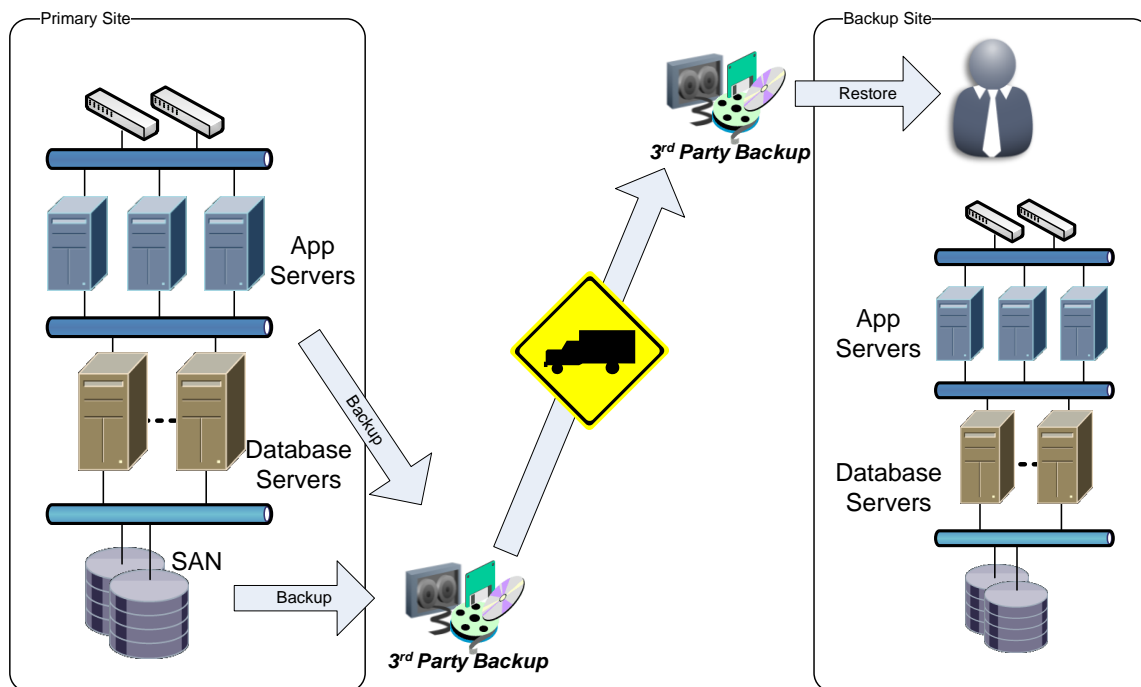 Primary Site
App
Servers
Database
Servers
SAN
Backup
Backup
3rd Party Backup
3rd Party Backup
Restore
Backup Site
App
Servers
Database
Servers